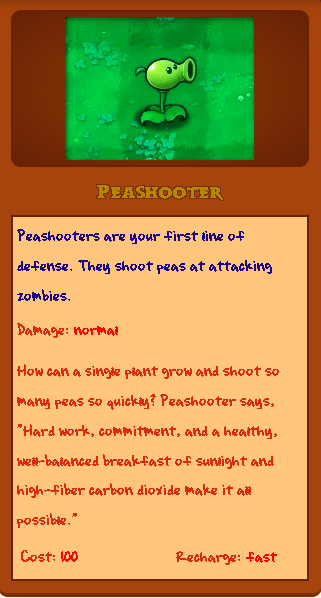 Peashooter
Peashooters are your first line of
defense. They shoot peas at attacking
zombies.
Damage: normal
How can a single plant grow and shoot so
many peas so quickly? Peashooter says,
"Hard work, commitment, and a healthy,
well-balanced breakfast of sunlight and
high-fiber carbon dioxide make it all
possible."
Cost: 100 Recharge: fast